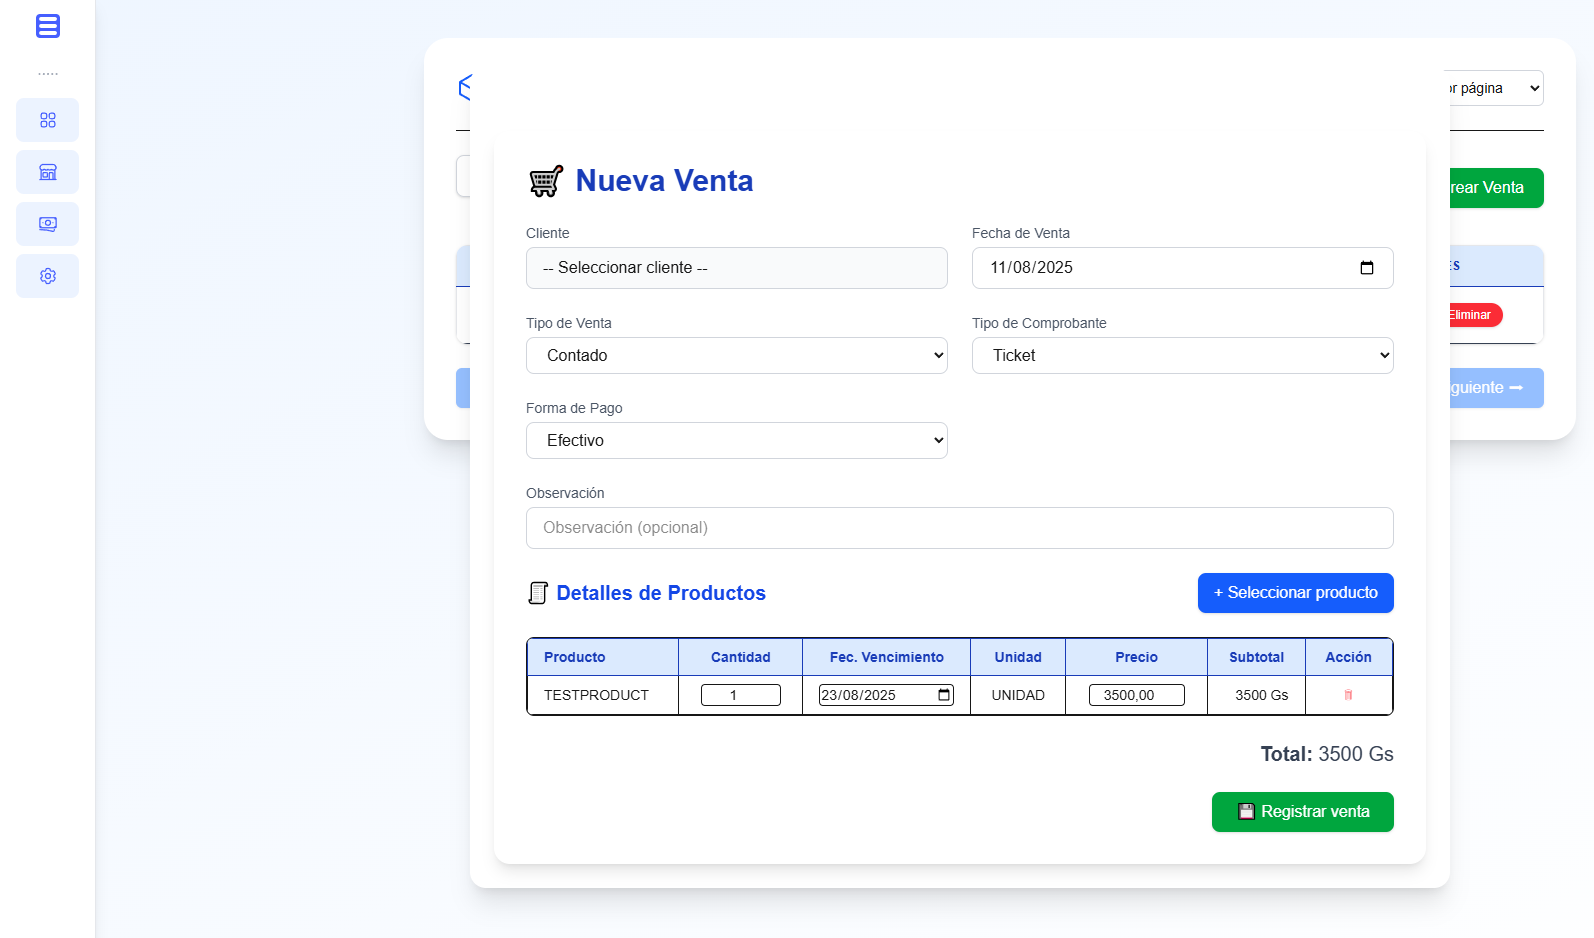 .....
or página
rear Venta
ES
Eliminar
guiente ➡
🛒 Nueva Venta
Cliente
Fecha de Venta
-- Seleccionar cliente --
11/08/2025
Tipo de Venta
Tipo de Comprobante
Contado
Ticket
Forma de Pago
Efectivo
Observación
Observación (opcional)
🧾 Detalles de Productos
+ Seleccionar producto
Producto Cantidad Fec. Vencimiento Unidad Precio Subtotal Acción
TESTPRODUCT 1 23/08/2025 UNIDAD 3500,00 3500 Gs
Total: 3500 Gs
💾 Registrar venta